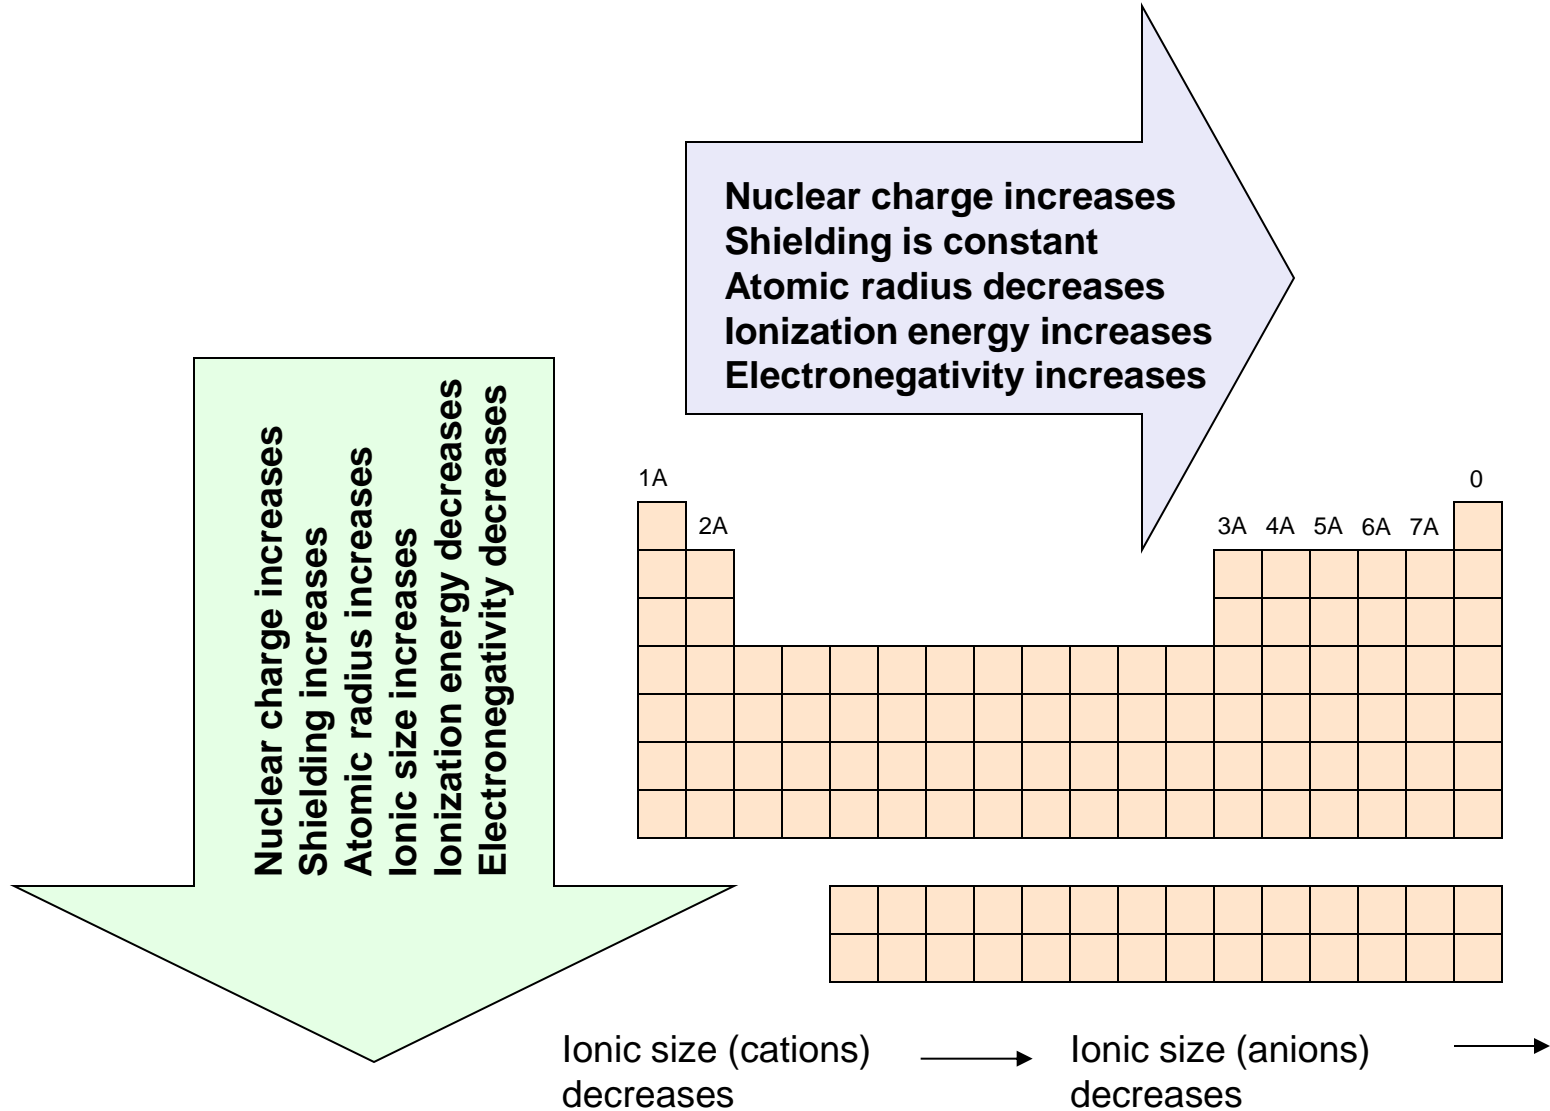 Nuclear charge increases
Shielding is constant
Atomic radius decreases
Ionization energy increases
Electronegativity increases
Nuclear charge increases
Shielding increases
Atomic radius increases
Ionic size increases
Ionization energy decreases
Electronegativity decreases
1A
0
2A
3A 4A 5A 6A 7A
Ionic size (cations)
decreases
Ionic size (anions)
decreases